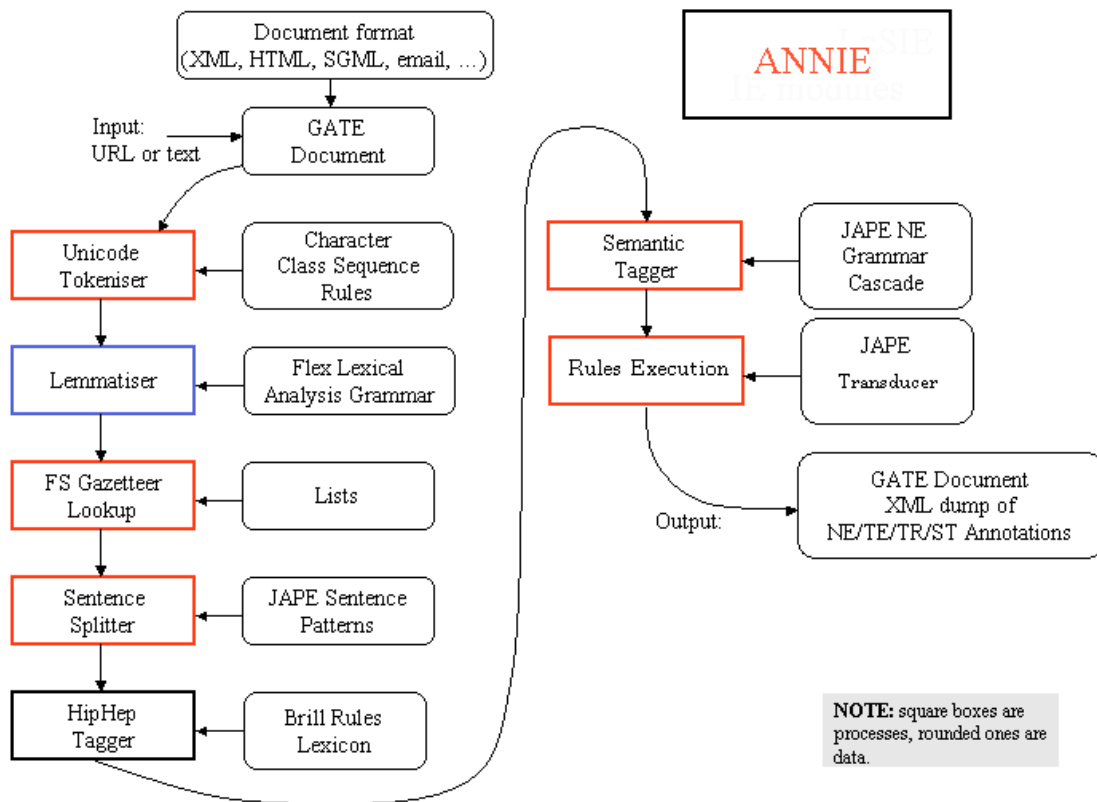 Document format
(XML, HTML, SGML, email, ...)
LaSIE
ANNIE
IE modules
Input:
URL or text
GATE
Document
Unicode
Tokeniser
Character
Class Sequence
Rules
Lemmatiser
Flex Lexical
Analysis Grammar
FS Gazetteer
Lookup
Lists
Sentence
Splitter
JAPE Sentence
Patterns
HipHep
Tagger
Brill Rules
Lexicon
Semantic
Tagger
JAPE NE
Grammar
Cascade
Rules Execution
JAPE
Transducer
Output:
GATE Document
XML dump of
NE/TE/TR/ST Annotations
NOTE: square boxes are
processes, rounded ones are
data.